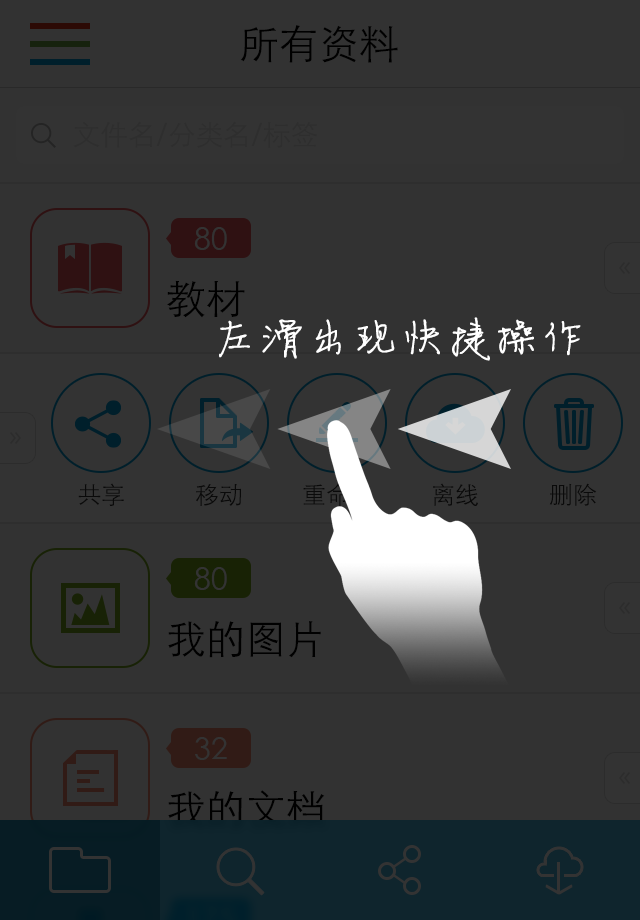 所有资料
文件名/分类名/标签
80
教材
左滑出现快捷操作
共享 移动 重命 离线 删除
80
我的图片
32
我的文档